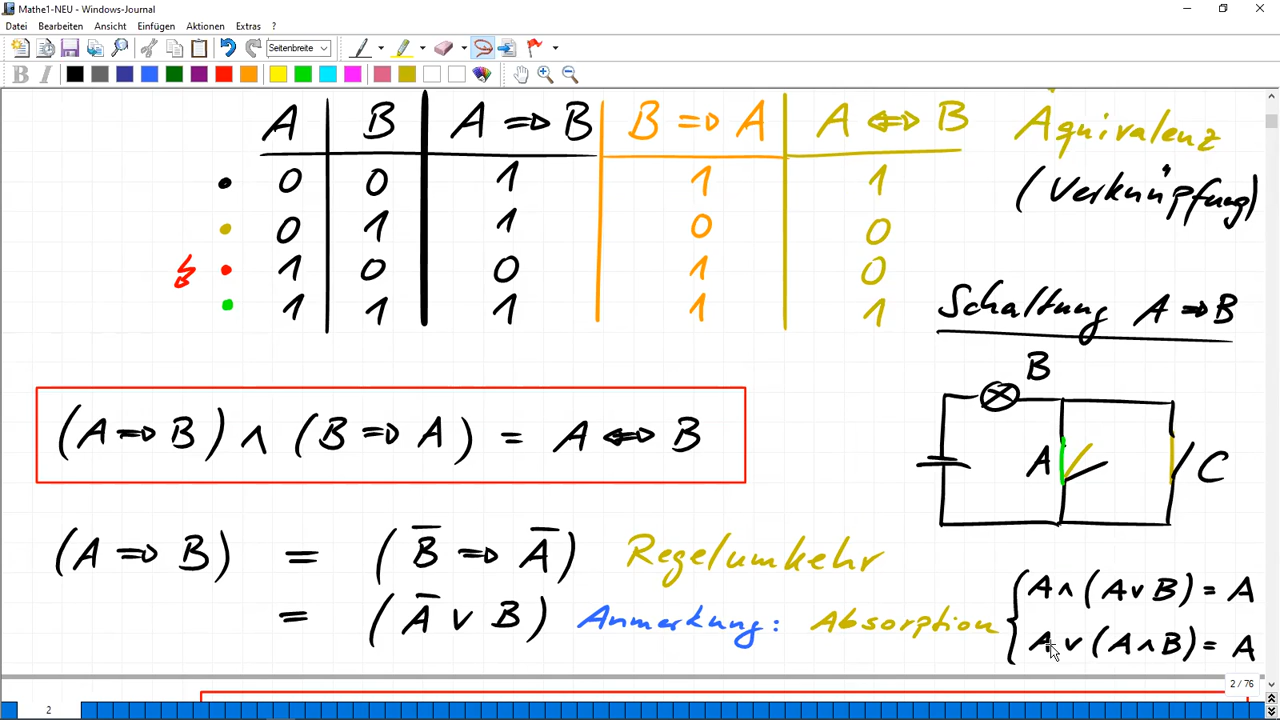 Mathe1-NEU - Windows-Journal
Datei Bearbeiten Ansicht Einfügen Aktionen Extras ?
Seitenbreite
B I
A B A ⇒ B B ⇒ A A ⇔ B Äquivalenz
(Verknüpfung)
0 0 1 1 1
0 1 1 0 0
1 0 0 1 0
1 1 1 1 1
Schaltung A ⇒ B
B
A C
(A ⇒ B) ∧ (B ⇒ A) = A ⇔ B
(A ⇒ B) = (B̅ ⇒ A̅) Regelumkehr
= (A̅ ∨ B) Anmerkung: Absorption { A ∧ (A ∨ B) = A
A ∨ (A ∧ B) = A
2 / 76
2